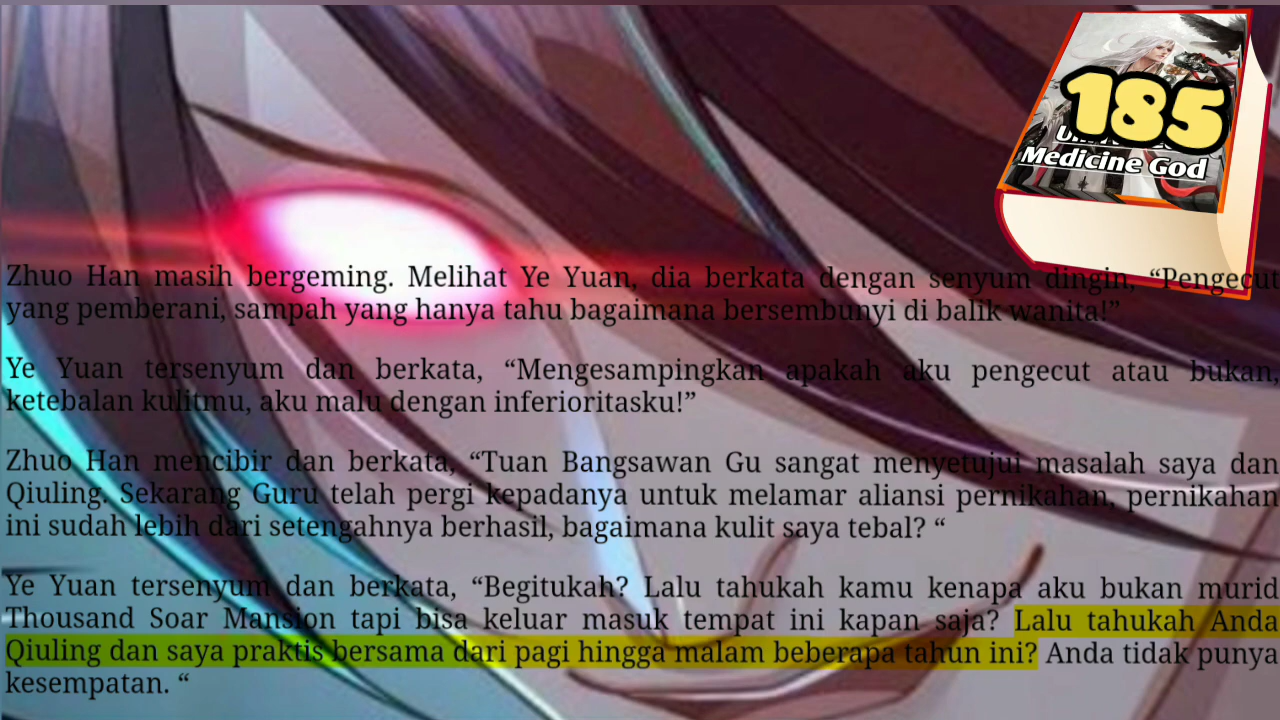 185
Medicine God
Zhuo Han masih bergeming. Melihat Ye Yuan, dia berkata dengan senyum dingin, “Pengecut
yang pemberani, sampah yang hanya tahu bagaimana bersembunyi di balik wanita!”
Ye Yuan tersenyum dan berkata, “Mengesampingkan apakah aku pengecut atau bukan,
ketebalan kulitmu, aku malu dengan inferioritasku!”
Zhuo Han mencibir dan berkata, “Tuan Bangsawan Gu sangat menyetujui masalah saya dan
Qiuling. Sekarang Guru telah pergi kepadanya untuk melamar aliansi pernikahan, pernikahan
ini sudah lebih dari setengahnya berhasil, bagaimana kulit saya tebal? “
Ye Yuan tersenyum dan berkata, “Begitukah? Lalu tahukah kamu kenapa aku bukan murid
Thousand Soar Mansion tapi bisa keluar masuk tempat ini kapan saja? Lalu tahukah Anda
Qiuling dan saya praktis bersama dari pagi hingga malam beberapa tahun ini? Anda tidak punya
kesempatan. “